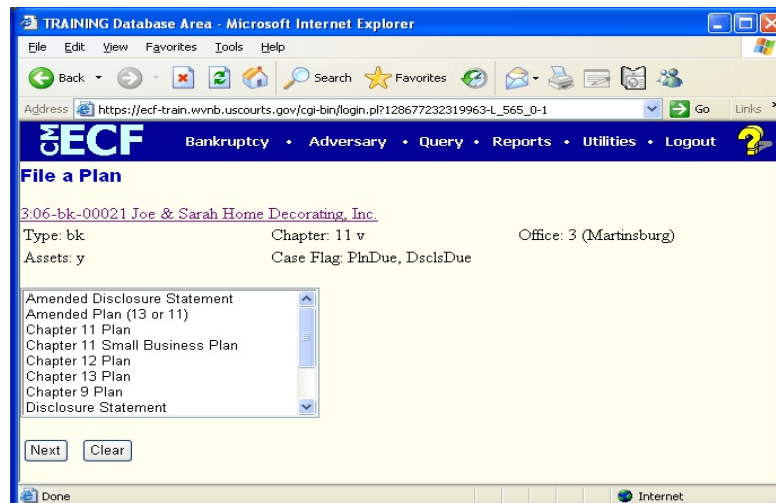 TRAINING Database Area - Microsoft Internet Explorer
File Edit View Favorites Tools Help
Back Search Favorites
Address https://ecf-train.wvnb.uscourts.gov/cgi-bin/login.pl?128677232319963-L_565_0-1 Go Links »
CM ECF Bankruptcy • Adversary • Query • Reports • Utilities • Logout ?
File a Plan
3:06-bk-00021 Joe & Sarah Home Decorating, Inc.
Type: bk Chapter: 11 v Office: 3 (Martinsburg)
Assets: y Case Flag: PlnDue, DsclsDue
Amended Disclosure Statement
Amended Plan (13 or 11)
Chapter 11 Plan
Chapter 11 Small Business Plan
Chapter 12 Plan
Chapter 13 Plan
Chapter 9 Plan
Disclosure Statement
Next Clear
Done Internet